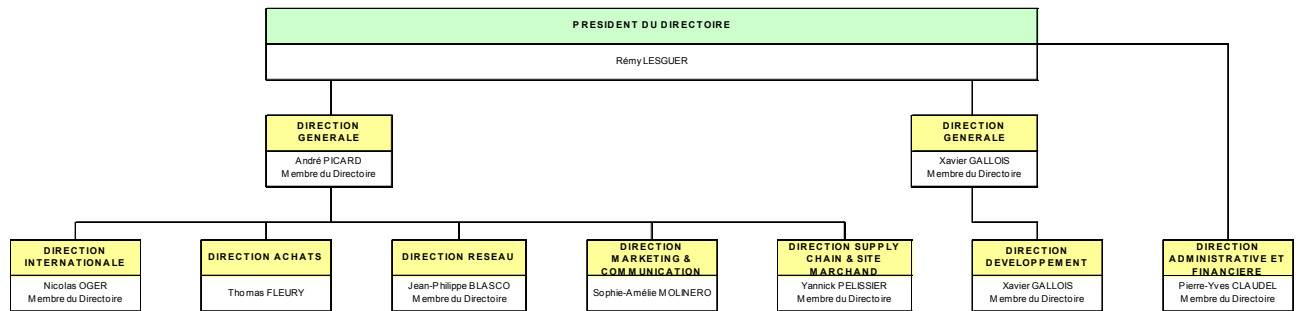 PRESIDENT DU DIRECTOIRE
Rémy LESGUER
DIRECTION
GENERALE
André PICARD
Membre du Directoire
DIRECTION
GENERALE
Xavier GALLOIS
Membre du Directoire
DIRECTION
INTERNATIONALE
Nicolas OGER
Membre du Directoire
DIRECTION ACHATS
Thomas FLEURY
DIRECTION RESEAU
Jean-Philippe BLASCO
Membre du Directoire
DIRECTION
MARKETING &
COMMUNICATION
Sophie-Amélie MOLINERO
DIRECTION SUPPLY
CHAIN & SITE
MARCHAND
Yannick PELISSIER
Membre du Directoire
DIRECTION
DEVELOPPEMENT
Xavier GALLOIS
Membre du Directoire
DIRECTION
ADMINISTRATIVE ET
FINANCIERE
Pierre-Yves CLAUDEL
Membre du Directoire